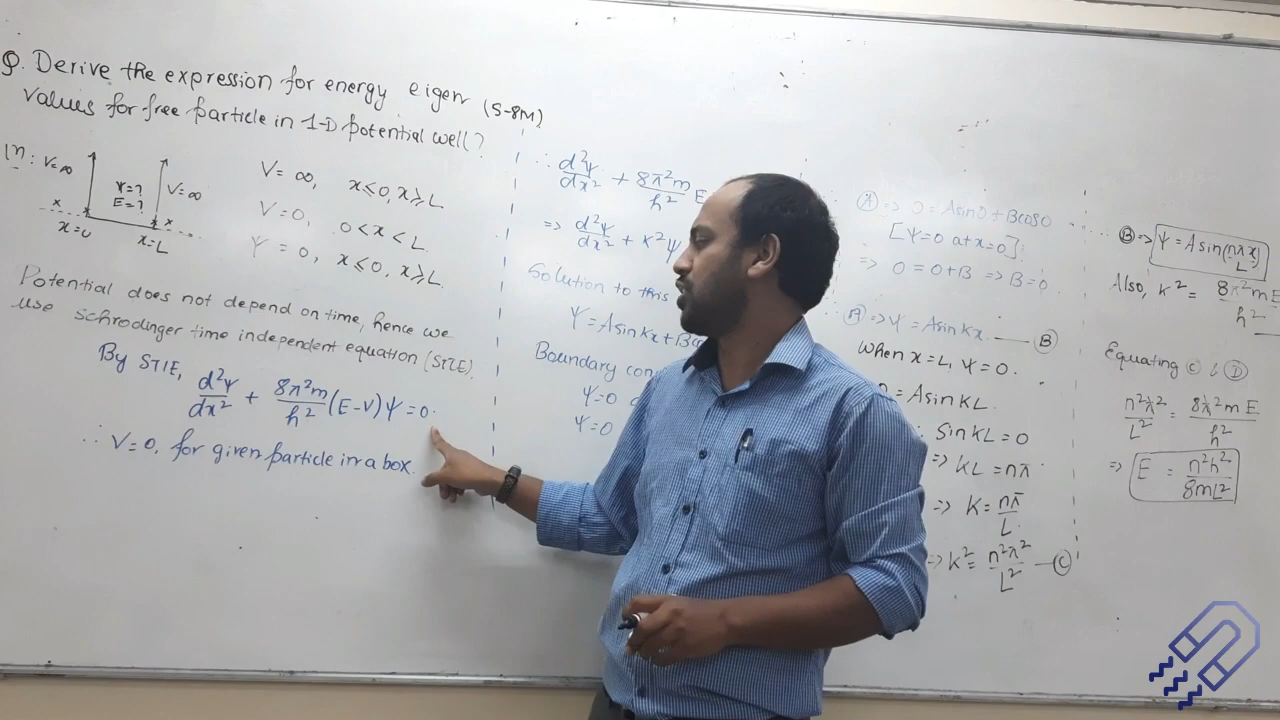 Q. Derive the expression for energy eigen (5-8M)
values for free particle in 1-D potential well?
V=∞
V=∞
Ψ=?
E=?
x x
x=0
x=L
V = ∞, x≤0, x≥L.
V=0, 0<x<L.
Ψ = 0, x≤0, x≥L.
Potential does not depend on time, hence we
use schrodinger time independent equation (STIE).
By STIE, d²Ψ/dx² + 8π²m/h² (E-V) Ψ = 0.
∴ V=0, for given particle in a box.
∴ d²Ψ/dx² + 8π²m/h² E
=> d²Ψ/dx² + K²Ψ
Solution to this
Ψ = A sin Kx + B
Boundary
Ψ=0
Ψ=0
Ⓐ => 0 = A sin 0 + B cos 0
[Ψ=0 at x=0]
=> 0 = 0+B => B=0.
Ⓐ => Ψ = A sin Kx. — Ⓑ
when x=L, Ψ=0.
= A sin KL.
sin KL = 0
=> KL = nπ
=> K = nπ/L.
=> K² = n²π²/L² — Ⓒ
Ⓑ => Ψ = A sin(nπx/L)
Also, K² = 8π²mE/h²
Equating Ⓒ & Ⓓ
n²π²/L² = 8π²mE/h²
=> E = n²h²/8mL²